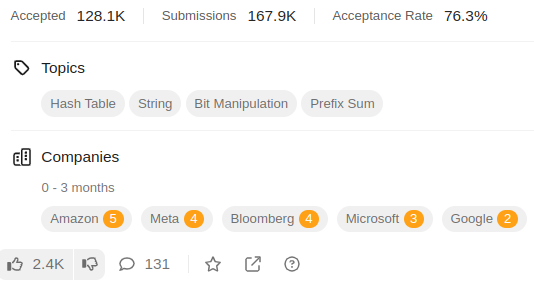 Accepted 128.1K Submissions 167.9K Acceptance Rate 76.3%
Topics
Hash Table String Bit Manipulation Prefix Sum
Companies
0 - 3 months
Amazon 5 Meta 4 Bloomberg 4 Microsoft 3 Google 2
2.4K 131